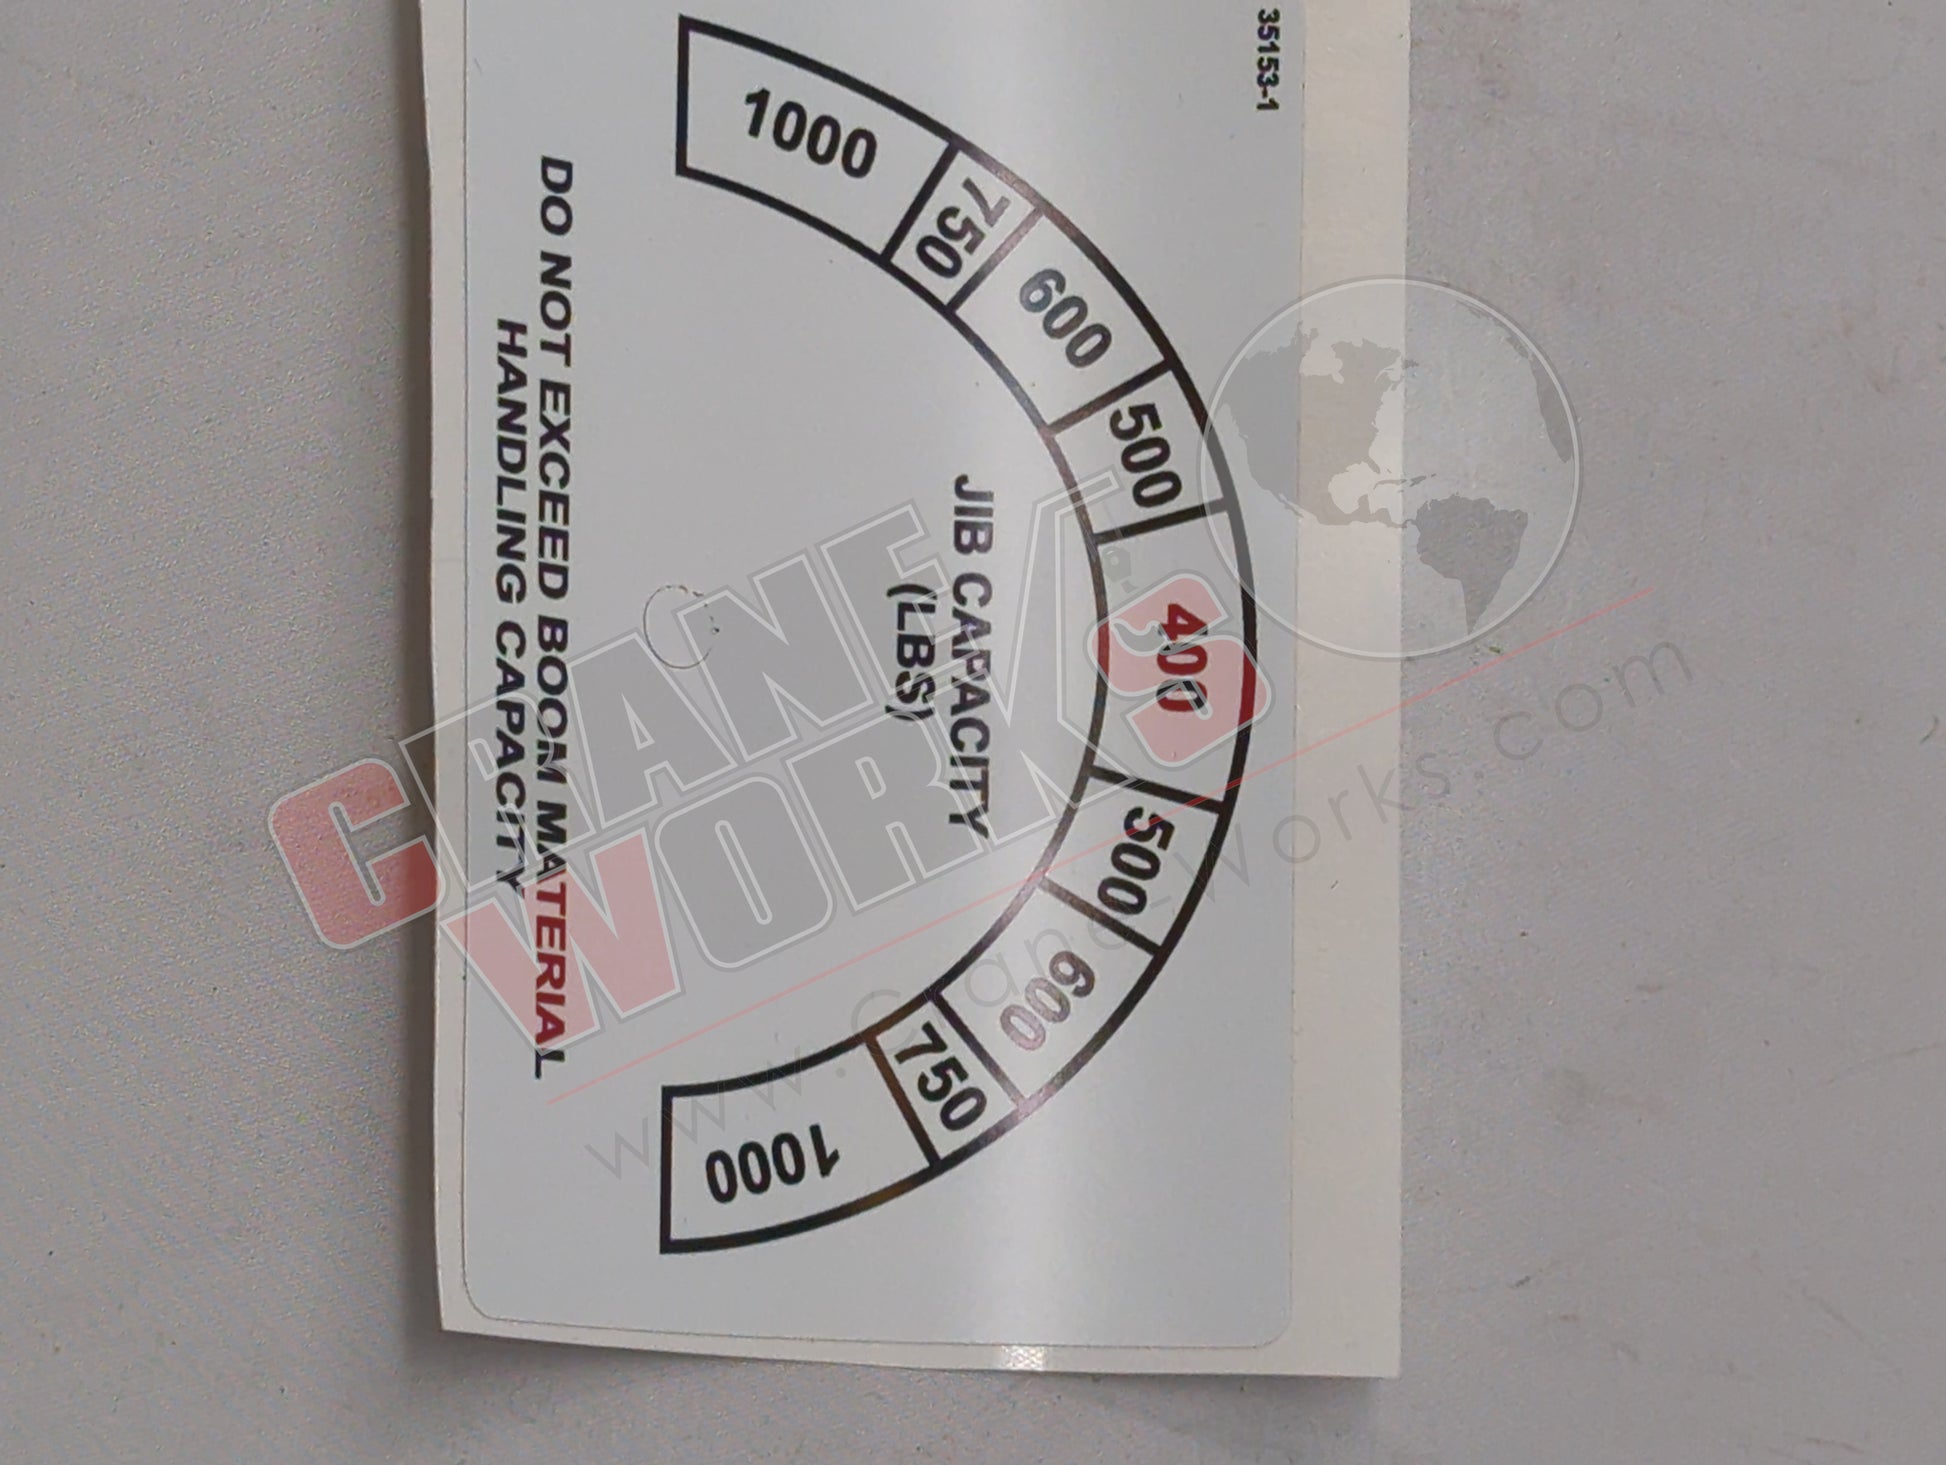 35153-1
1000
750
600
500
400
500
600
750
1000
JIB CAPACITY
(LBS)
DO NOT EXCEED BOOM MATERIAL
HANDLING CAPACITY
CRANE
WORKS
www.CraneWorks.com